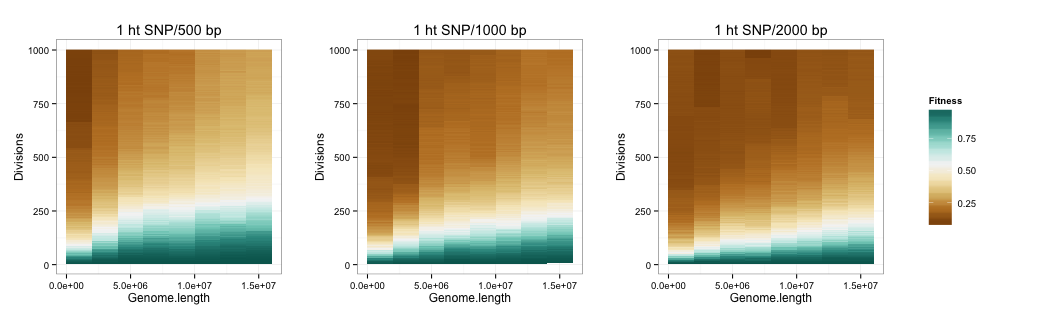 1 ht SNP/500 bp
1 ht SNP/1000 bp
1 ht SNP/2000 bp
Divisions
1000
750
500
250
0
0.0e+00
5.0e+06
1.0e+07
1.5e+07
Genome.length
Divisions
1000
750
500
250
0
0.0e+00
5.0e+06
1.0e+07
1.5e+07
Genome.length
Divisions
1000
750
500
250
0
0.0e+00
5.0e+06
1.0e+07
1.5e+07
Genome.length
Fitness
0.75
0.50
0.25